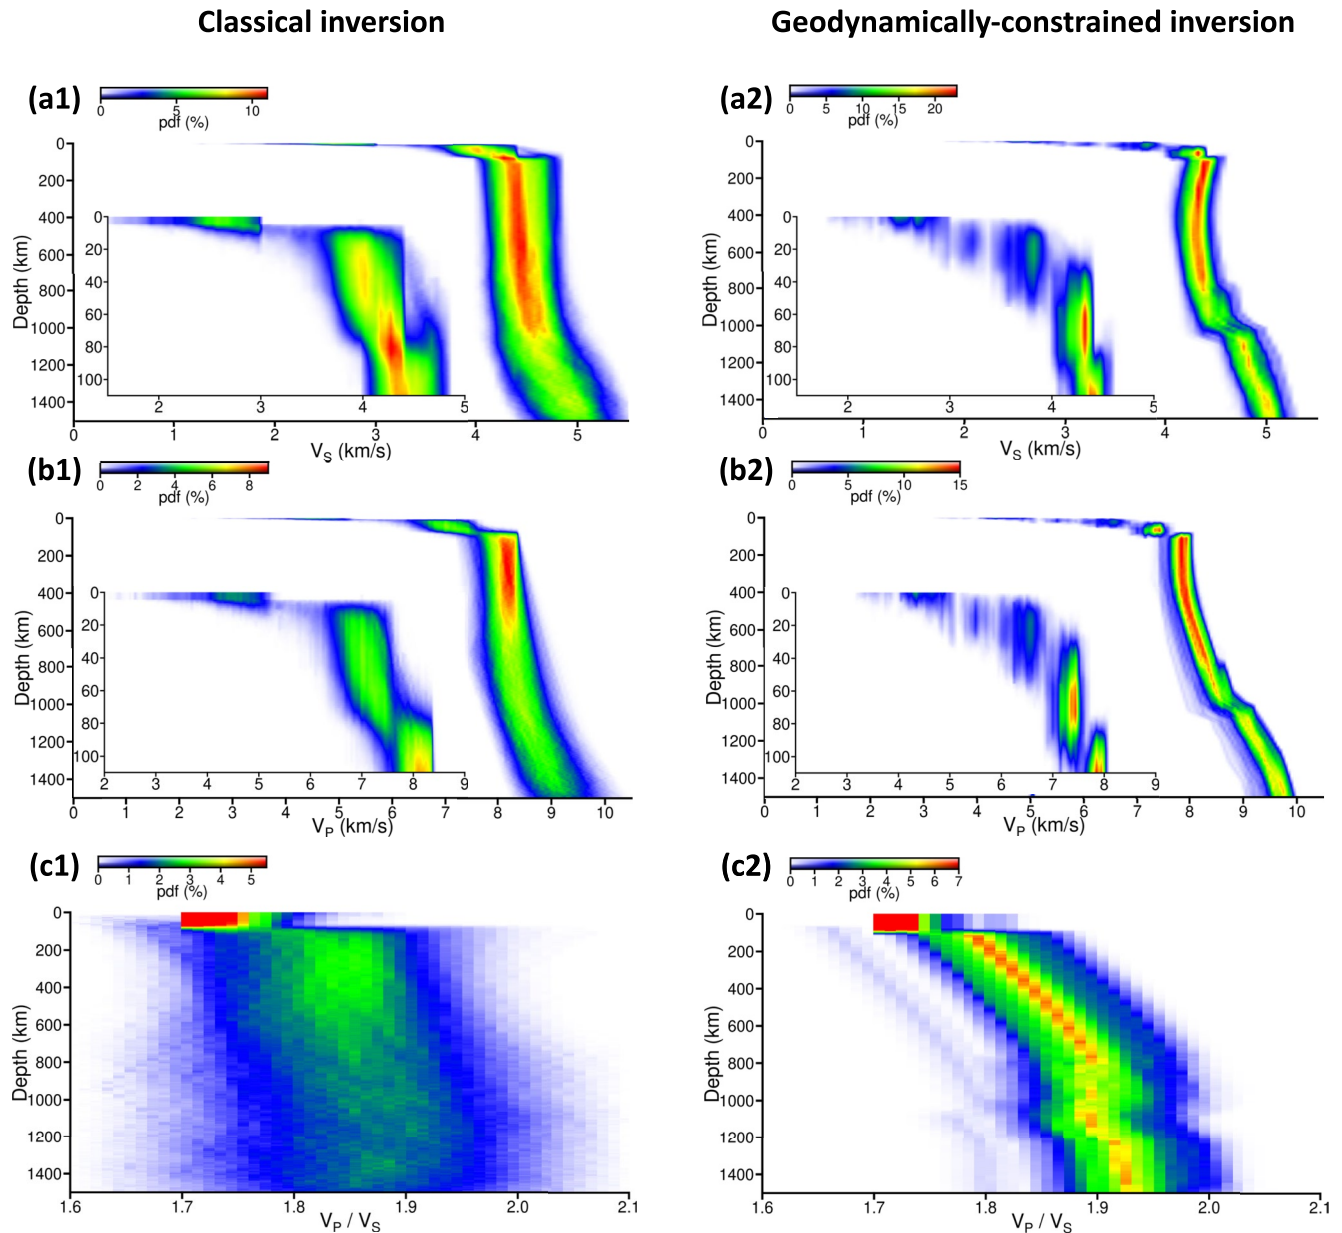 Classical inversion
Geodynamically-constrained inversion
(a1)
0 5 10
pdf (%)
0
200
400
600
800
1000
1200
1400
Depth (km)
0
20
40
60
80
100
2 3 4 5
0 1 2 3 4 5
VS (km/s)
(a2)
0 5 10 15 20
pdf (%)
0
200
400
600
800
1000
1200
1400
Depth (km)
0
20
40
60
80
100
2 3 4 5
0 1 2 3 4 5
VS (km/s)
(b1)
0 2 4 6 8
pdf (%)
0
200
400
600
800
1000
1200
1400
Depth (km)
0
20
40
60
80
100
2 3 4 5 6 7 8 9
0 1 2 3 4 5 6 7 8 9 10
VP (km/s)
(b2)
0 5 10 15
pdf (%)
0
200
400
600
800
1000
1200
1400
Depth (km)
0
20
40
60
80
100
2 3 4 5 6 7 8 9
0 1 2 3 4 5 6 7 8 9 10
VP (km/s)
(c1)
0 1 2 3 4 5
pdf (%)
0
200
400
600
800
1000
1200
1400
Depth (km)
1.6 1.7 1.8 1.9 2.0 2.1
VP / VS
(c2)
0 1 2 3 4 5 6 7
pdf (%)
0
200
400
600
800
1000
1200
1400
Depth (km)
1.6 1.7 1.8 1.9 2.0 2.1
VP / VS